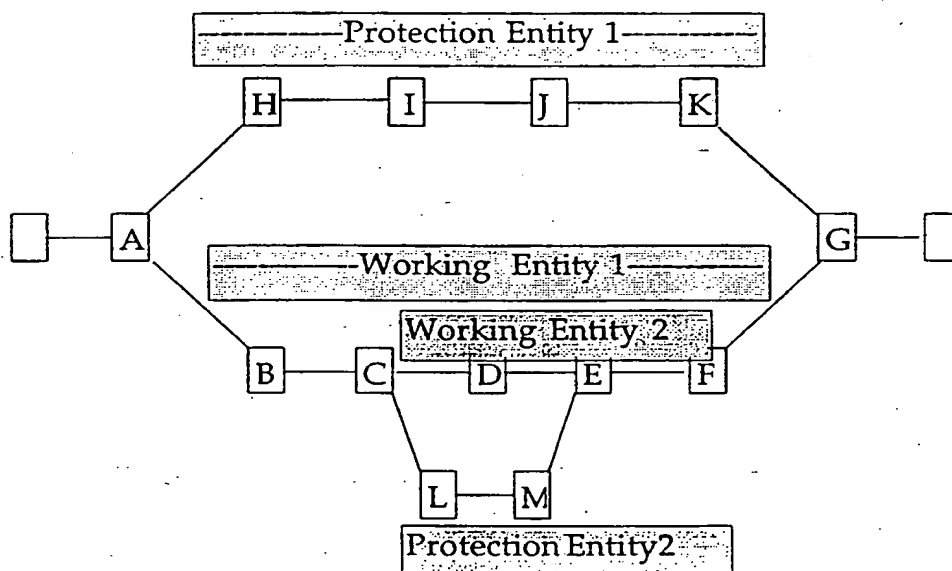 Protection Entity 1
H I J K
A G
Working Entity 1
Working Entity 2
B C D E F
L M
Protection Entity2